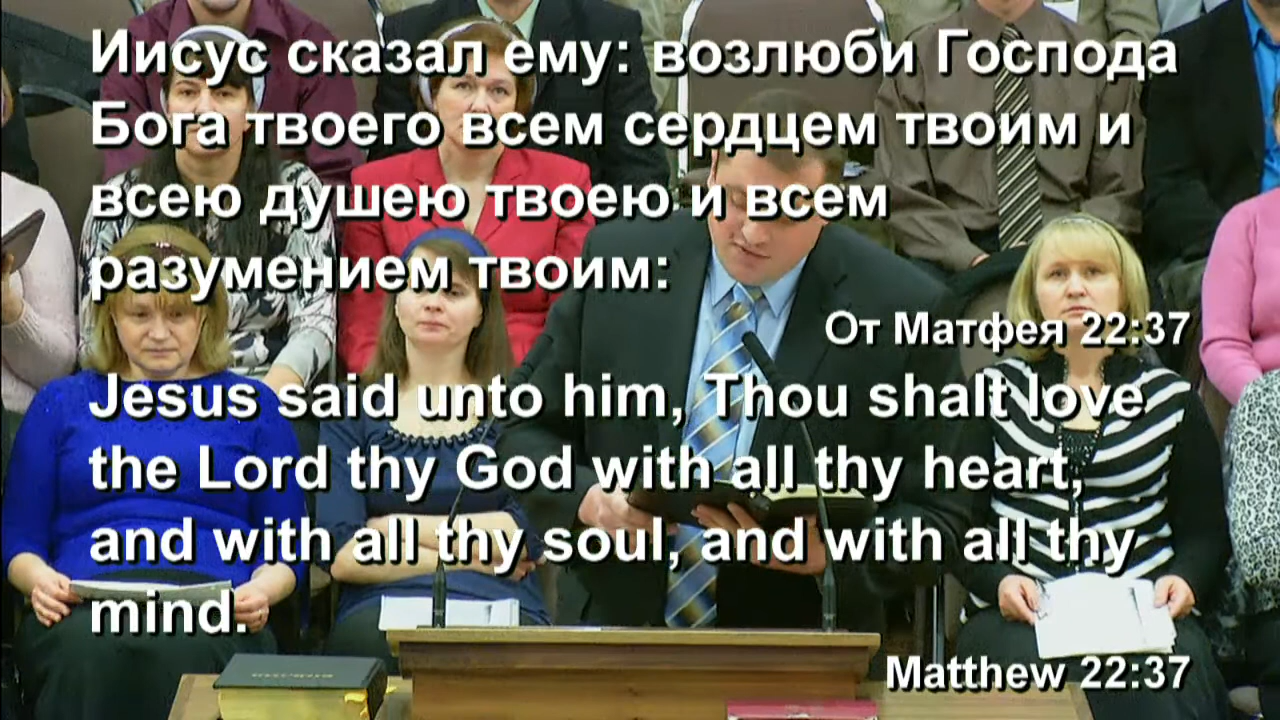 Иисус сказал ему: возлюби Господа
Бога твоего всем сердцем твоим и
всею душею твоею и всем
разумением твоим:
От Матфея 22:37
Jesus said unto him, Thou shalt love
the Lord thy God with all thy heart,
and with all thy soul, and with all thy
mind.
Matthew 22:37